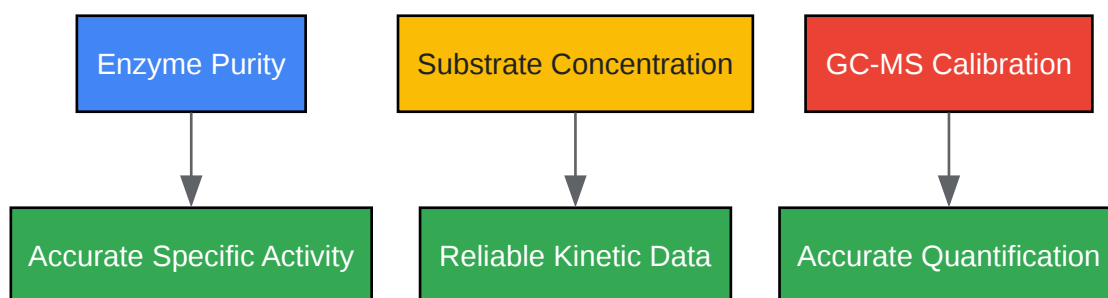 Enzyme Purity
Substrate Concentration
GC-MS Calibration
Accurate Specific Activity
Reliable Kinetic Data
Accurate Quantification